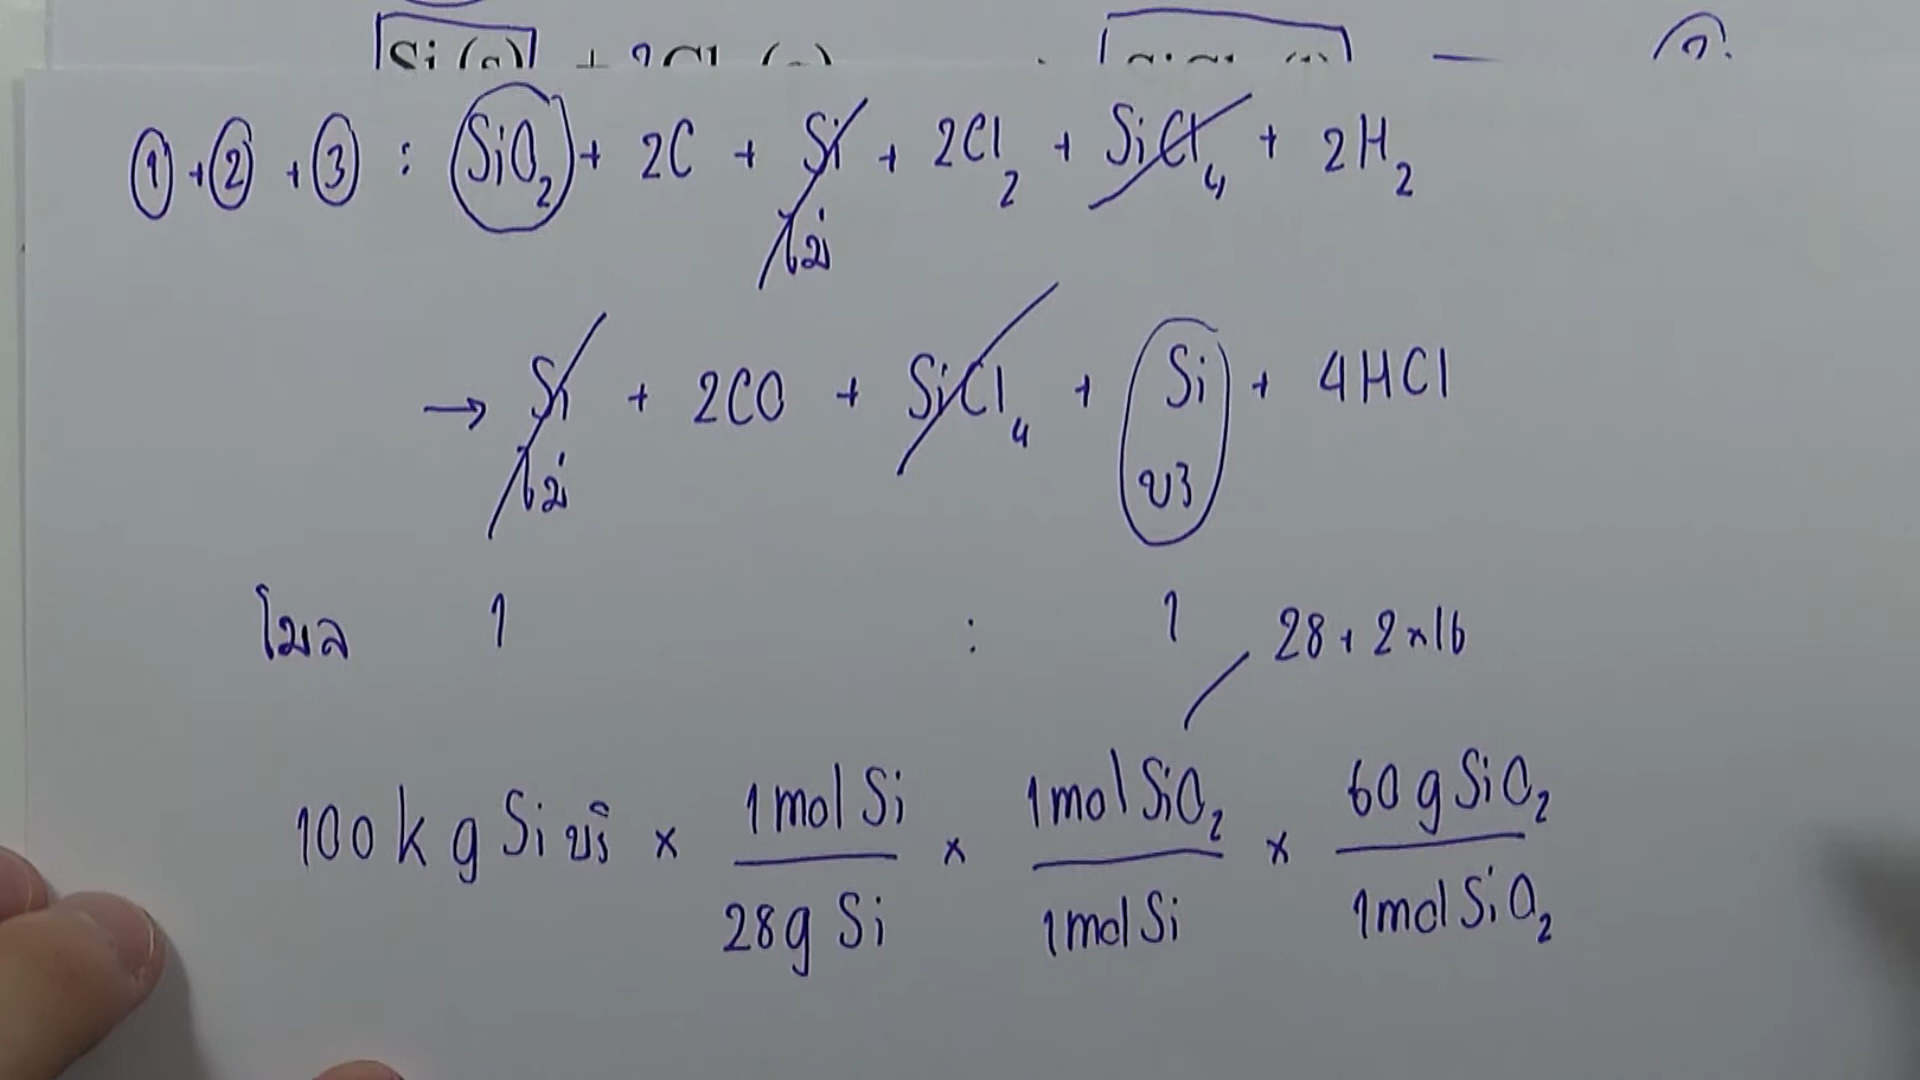 Si (s) + 2Cl
①+②+③ : SiO₂ + 2C + Si + 2Cl₂ + SiCl₄ + 2H₂
ไม่
→ Si + 2CO + SiCl₄ + Si + 4HCl
ไม่ บริ
โมล 1 : 1 28+2×16
100 kg Si บริ × 1 mol Si / 28 g Si × 1 mol SiO₂ / 1 mol Si × 60 g SiO₂ / 1 mol SiO₂